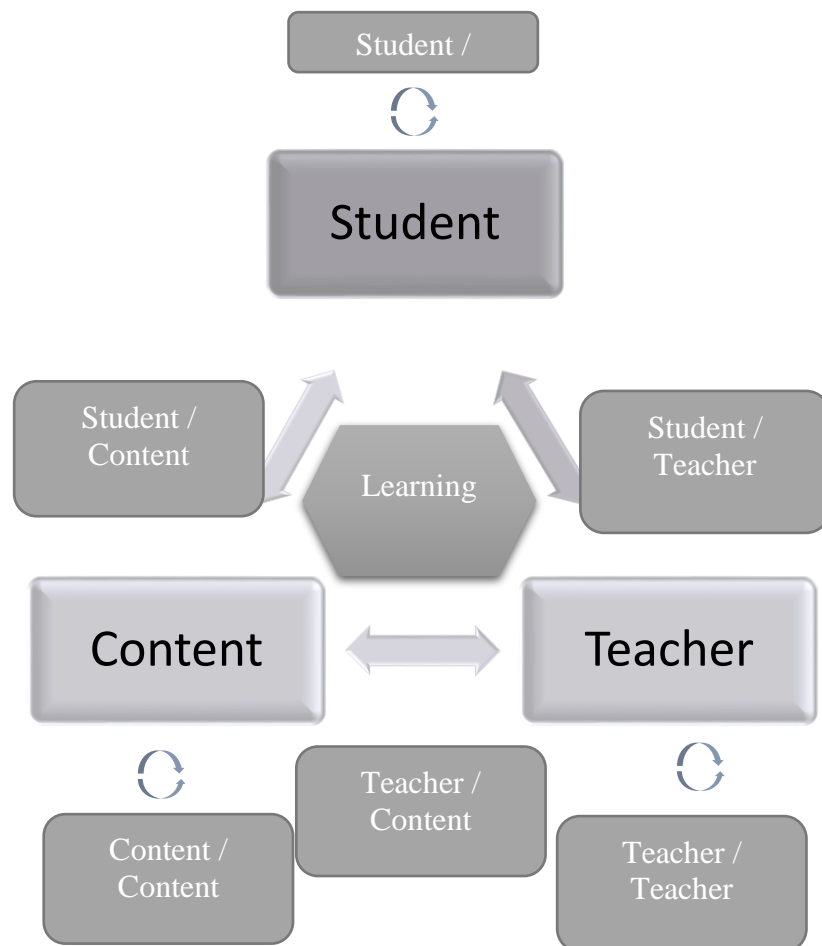 Student /
Student
Student /
Content
Student /
Teacher
Learning
Content
Teacher
Teacher /
Content
Content /
Content
Teacher /
Teacher